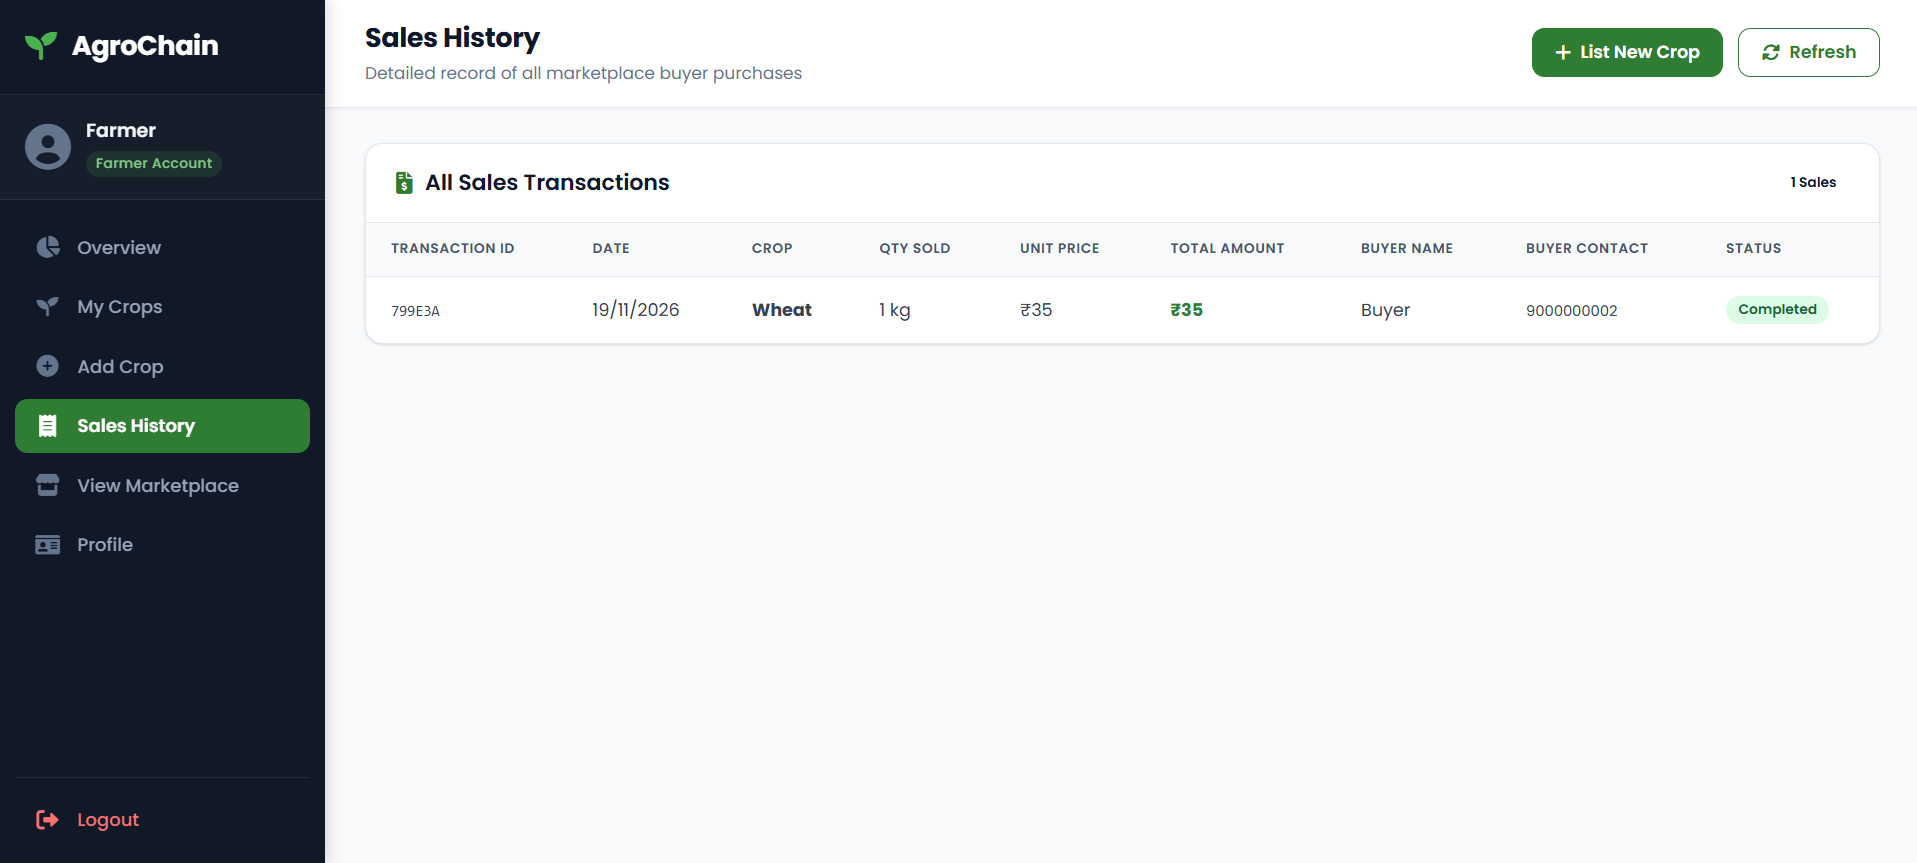 AgroChain
Farmer
Farmer Account
Overview
My Crops
Add Crop
Sales History
View Marketplace
Profile
Logout
Sales History
Detailed record of all marketplace buyer purchases
List New Crop
Refresh
All Sales Transactions
1 Sales
TRANSACTION ID DATE CROP QTY SOLD UNIT PRICE TOTAL AMOUNT BUYER NAME BUYER CONTACT STATUS
799E3A 19/11/2026 Wheat 1 kg ₹35 ₹35 Buyer 9000000002 Completed